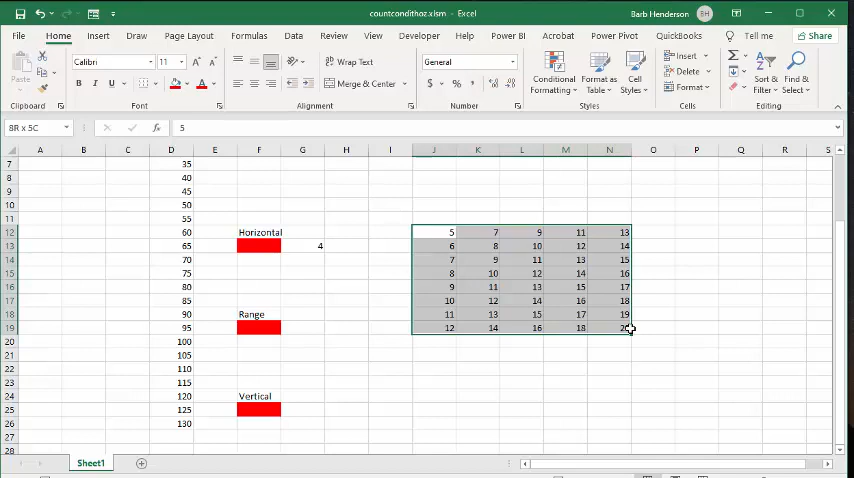 countcondithoz.xlsm - Excel
Barb Henderson BH
File Home Insert Draw Page Layout Formulas Data Review View Developer Help Power BI Acrobat Power Pivot QuickBooks Tell me Share
Paste
Calibri 11
Wrap Text
General
Merge & Center
Conditional Formatting
Format as Table
Cell Styles
Insert
Delete
Format
Sort & Filter
Find & Select
Clipboard Font Alignment Number Styles Cells Editing
8R x 5C fx 5
A B C D E F G H I J K L M N O P Q R S
7 35
8 40
9 45
10 50
11 55
12 60 Horizontal 5 7 9 11 13
13 65 4 6 8 10 12 14
14 70 7 9 11 13 15
15 75 8 10 12 14 16
16 80 9 11 13 15 17
17 85 10 12 14 16 18
18 90 Range 11 13 15 17 19
19 95 12 14 16 18
20 100
21 105
22 110
23 115
24 120 Vertical
25 125
26 130
27
28
Sheet1